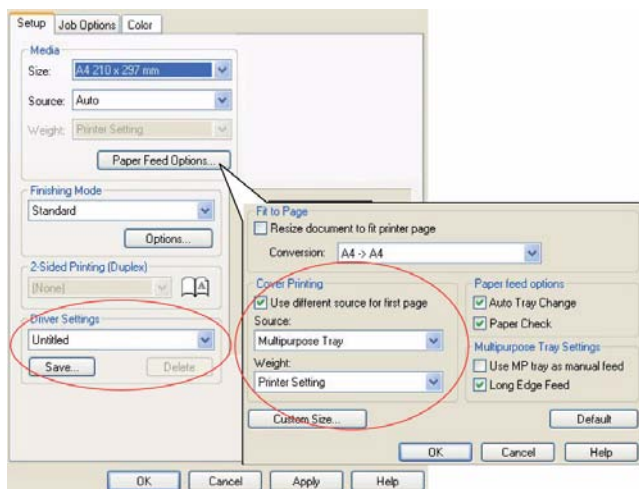 Setup Job Options Color
Media
Size: A4 210 x 297 mm
Source: Auto
Weight: Printer Setting
Paper Feed Options...
Finishing Mode
Standard
Options...
2-Sided Printing (Duplex)
(None)
A
Driver Settings
Untitled
Save... Delete
OK Cancel Apply Help
Fit to Page
Resize document to fit printer page
Conversion: A4 -> A4
Cover Printing
Use different source for first page
Source:
Multipurpose Tray
Weight:
Printer Setting
Custom Size...
Paper feed options
Auto Tray Change
Paper Check
Multipurpose Tray Settings
Use MP tray as manual feed
Long Edge Feed
Default
OK Cancel Help